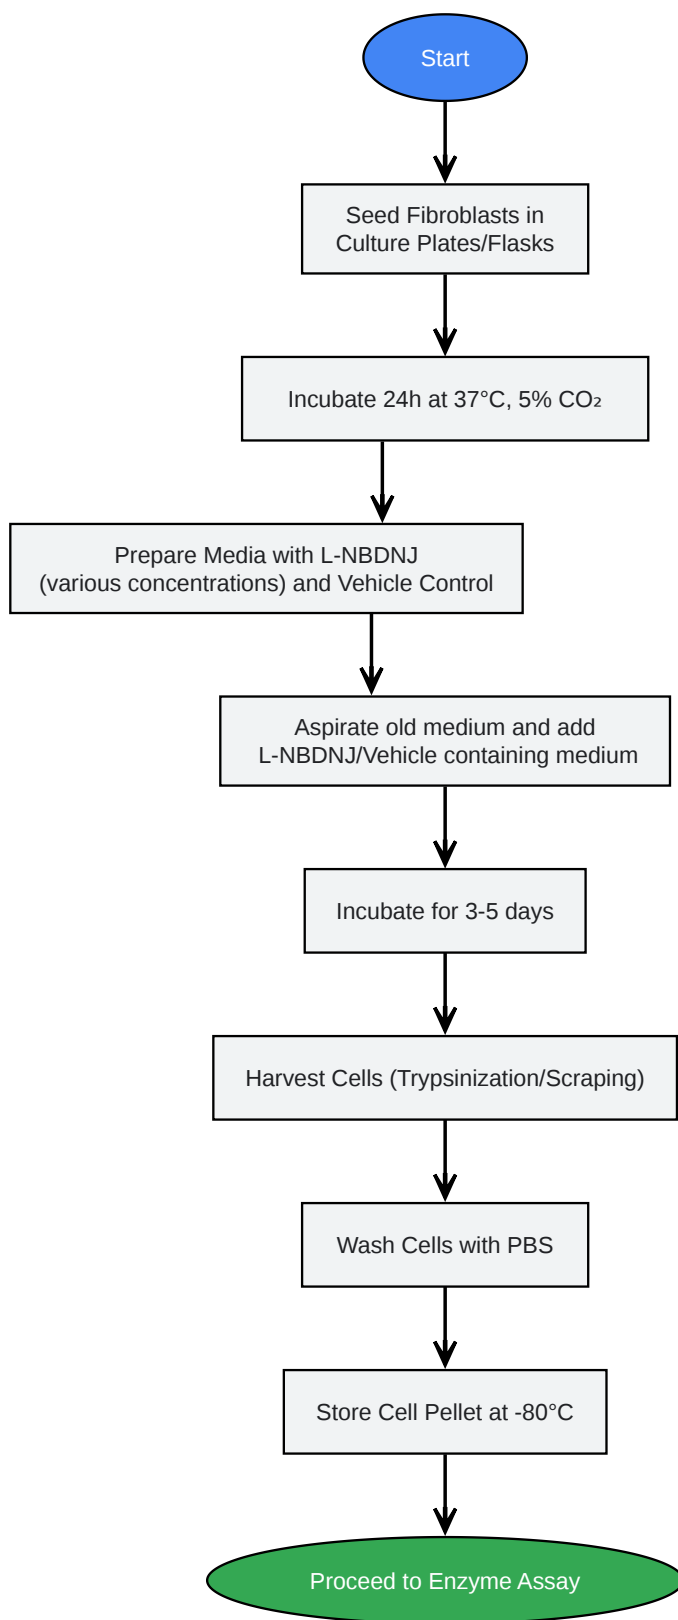 Start
Seed Fibroblasts in
Culture Plates/Flasks
Incubate 24h at 37°C, 5% CO₂
Prepare Media with L-NBDNJ
(various concentrations) and Vehicle Control
Aspirate old medium and add
L-NBDNJ/Vehicle containing medium
Incubate for 3-5 days
Harvest Cells (Trypsinization/Scraping)
Wash Cells with PBS
Store Cell Pellet at -80°C
Proceed to Enzyme Assay